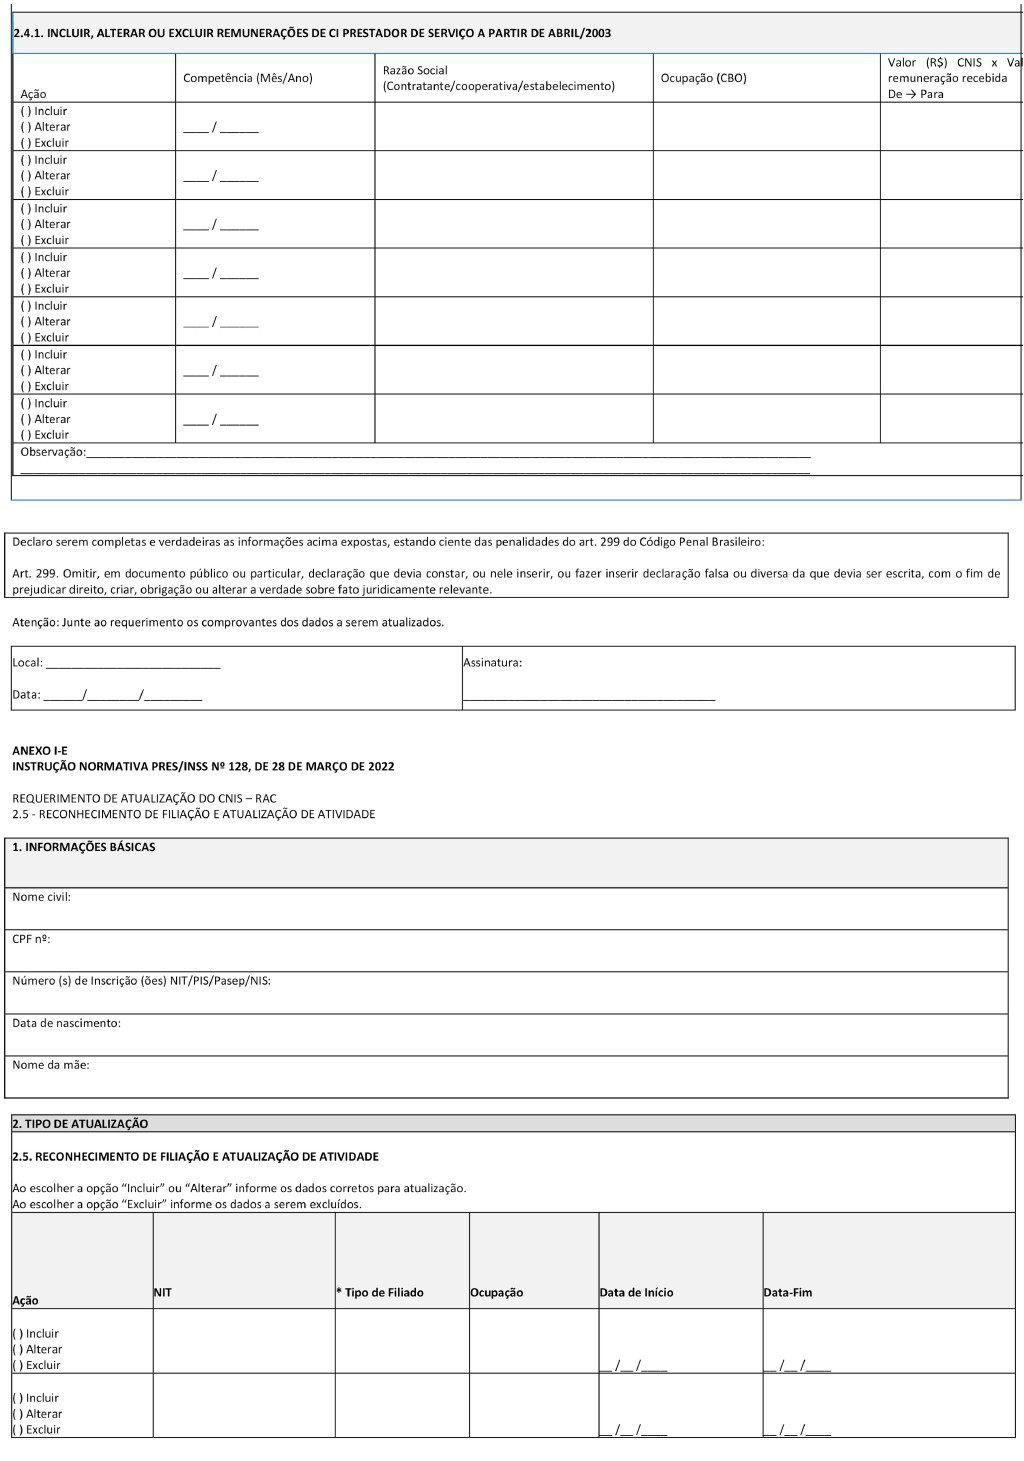 2.4.1. INCLUIR, ALTERAR OU EXCLUIR REMUNERAÇÕES DE CI PRESTADOR DE SERVIÇO A PARTIR DE ABRIL/2003
Ação
Competência (Mês/Ano)
Razão Social
(Contratante/cooperativa/estabelecimento)
Ocupação (CBO)
Valor (R$) CNIS x
remuneração recebida
De → Para
( ) Incluir
( ) Alterar
( ) Excluir
____ / ______
( ) Incluir
( ) Alterar
( ) Excluir
____ / ______
( ) Incluir
( ) Alterar
( ) Excluir
____ / ______
( ) Incluir
( ) Alterar
( ) Excluir
____ / ______
( ) Incluir
( ) Alterar
( ) Excluir
____ / ______
( ) Incluir
( ) Alterar
( ) Excluir
____ / ______
( ) Incluir
( ) Alterar
( ) Excluir
____ / ______
Observação:
Declaro serem completas e verdadeiras as informações acima expostas, estando ciente das penalidades do art. 299 do Código Penal Brasileiro:
Art. 299. Omitir, em documento público ou particular, declaração que devia constar, ou nele inserir, ou fazer inserir declaração falsa ou diversa da que devia ser escrita, com o fim de
prejudicar direito, criar, obrigação ou alterar a verdade sobre fato juridicamente relevante.
Atenção: Junte ao requerimento os comprovantes dos dados a serem atualizados.
Local: ___________________________
Data: ______/________/_________
Assinatura:
ANEXO I-E
INSTRUÇÃO NORMATIVA PRES/INSS Nº 128, DE 28 DE MARÇO DE 2022
REQUERIMENTO DE ATUALIZAÇÃO DO CNIS – RAC
2.5 - RECONHECIMENTO DE FILIAÇÃO E ATUALIZAÇÃO DE ATIVIDADE
1. INFORMAÇÕES BÁSICAS
Nome civil:
CPF nº:
Número (s) de Inscrição (ões) NIT/PIS/Pasep/NIS:
Data de nascimento:
Nome da mãe:
2. TIPO DE ATUALIZAÇÃO
2.5. RECONHECIMENTO DE FILIAÇÃO E ATUALIZAÇÃO DE ATIVIDADE
Ao escolher a opção “Incluir” ou “Alterar” informe os dados corretos para atualização.
Ao escolher a opção “Excluir” informe os dados a serem excluídos.
Ação
NIT
* Tipo de Filiado
Ocupação
Data de Início
Data-Fim
( ) Incluir
( ) Alterar
( ) Excluir
__ /__ /____
__ /__ /____
( ) Incluir
( ) Alterar
( ) Excluir
__ /__ /____
__ /__ /____